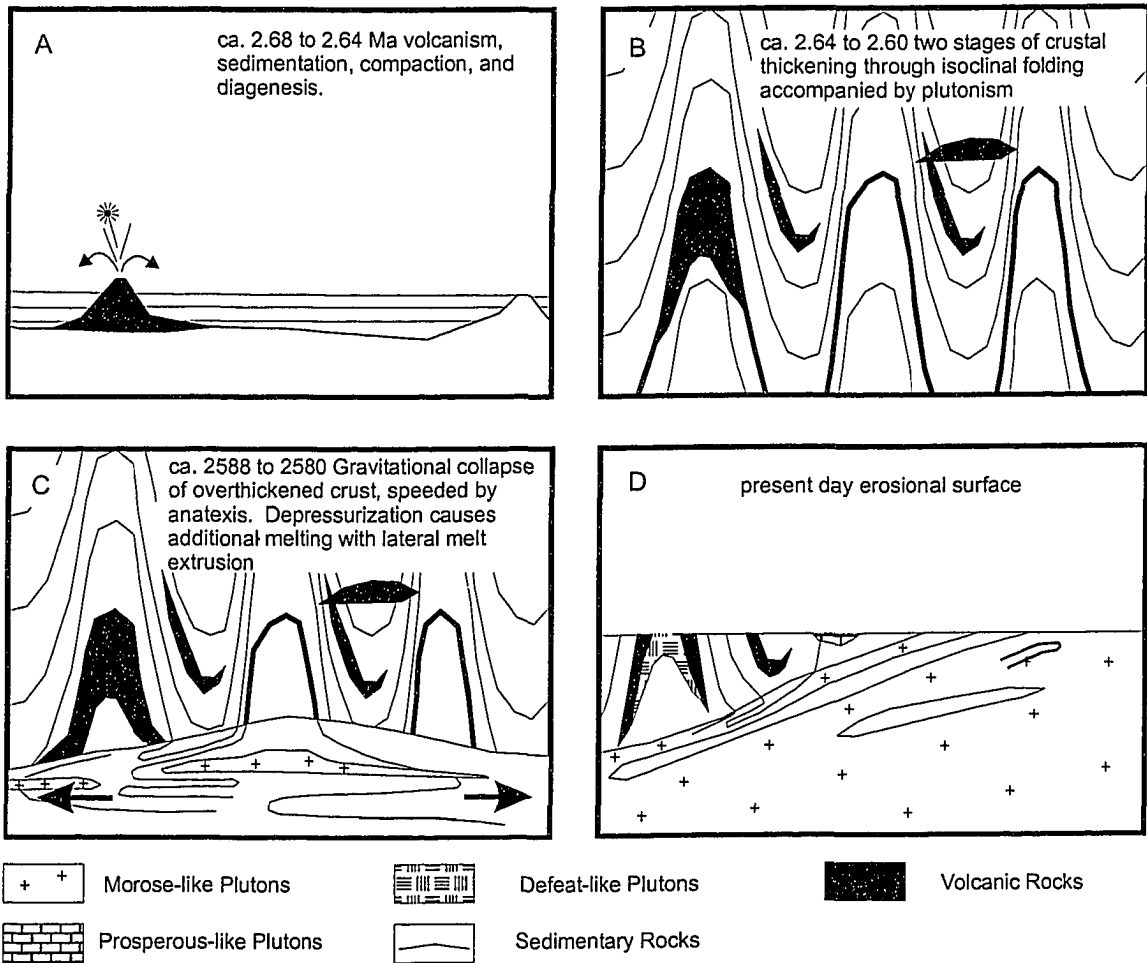 A
ca. 2.68 to 2.64 Ma volcanism,
sedimentation, compaction, and
diagenesis.
B
ca. 2.64 to 2.60 two stages of crustal
thickening through isoclinal folding
accompanied by plutonism
C
ca. 2588 to 2580 Gravitational collapse
of overthickened crust, speeded by
anatexis. Depressurization causes
additional melting with lateral melt
extrusion
D
present day erosional surface
Morose-like Plutons
Defeat-like Plutons
Volcanic Rocks
Prosperous-like Plutons
Sedimentary Rocks